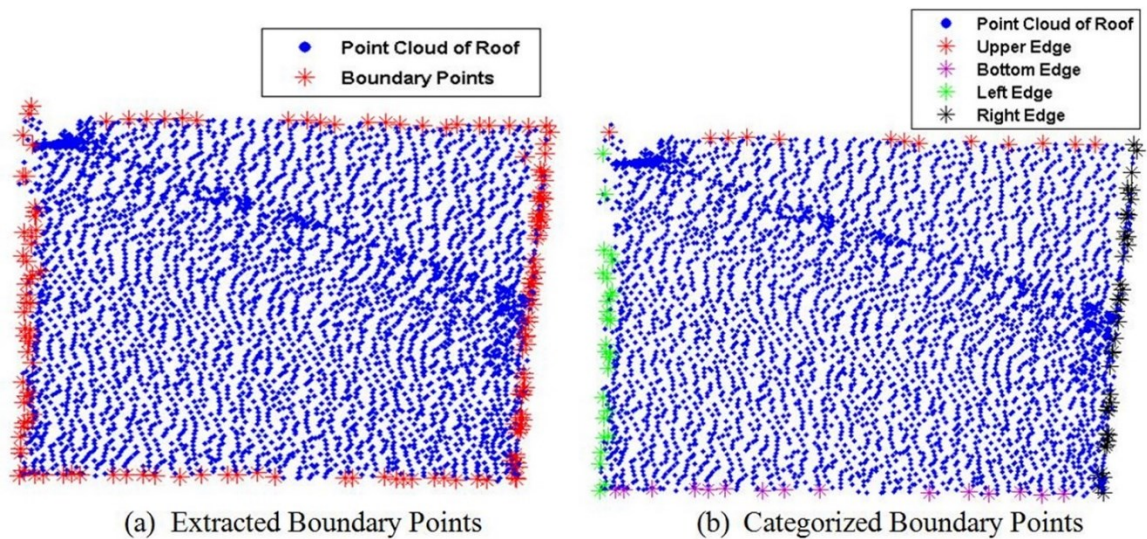 Point Cloud of Roof
Boundary Points
Point Cloud of Roof
Upper Edge
Bottom Edge
Left Edge
Right Edge
(a) Extracted Boundary Points
(b) Categorized Boundary Points